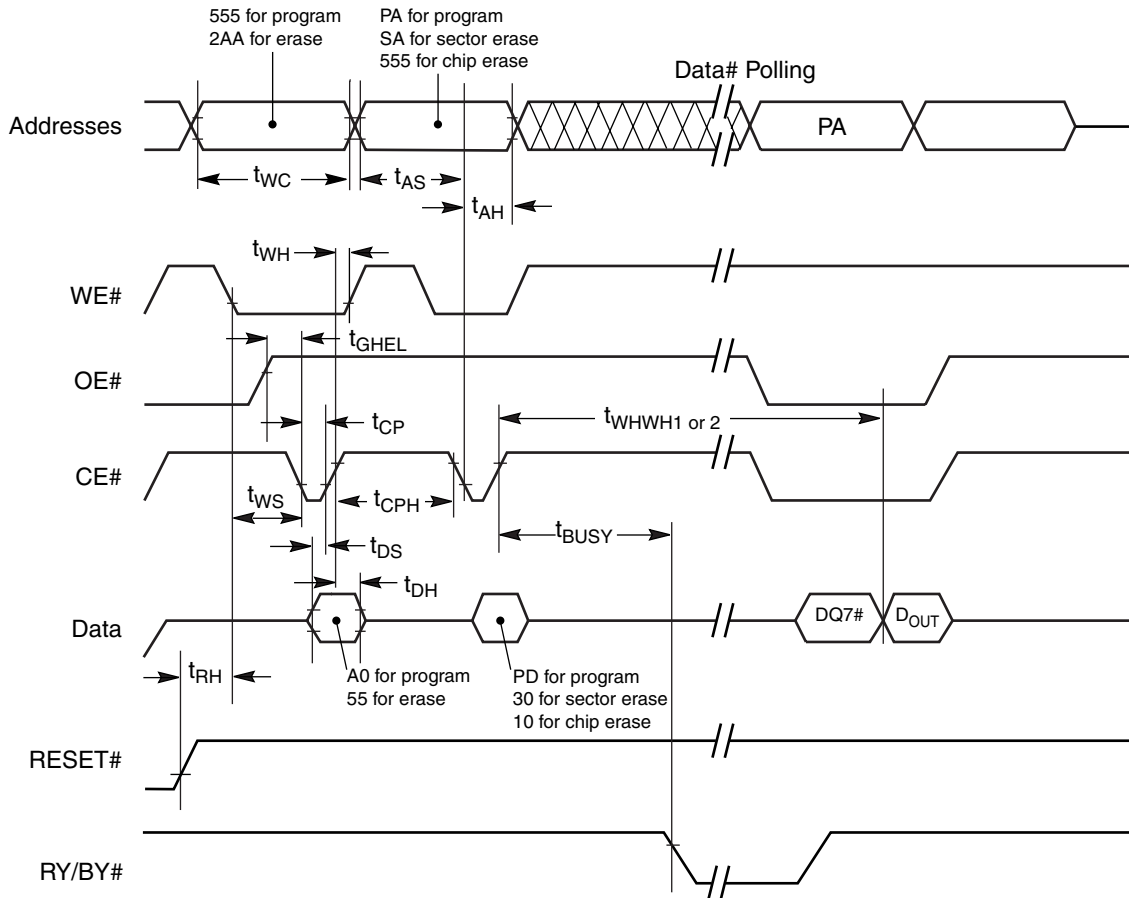 555 for program
2AA for erase
PA for program
SA for sector erase
555 for chip erase
Data# Polling
Addresses
PA
tWC
tAS
tAH
tWH
WE#
tGHEL
OE#
tWHWH1 or 2
tCP
CE#
tWS
tCPH
tBUSY
tDS
tDH
Data
DQ7#
DOUT
tRH
A0 for program
55 for erase
PD for program
30 for sector erase
10 for chip erase
RESET#
RY/BY#